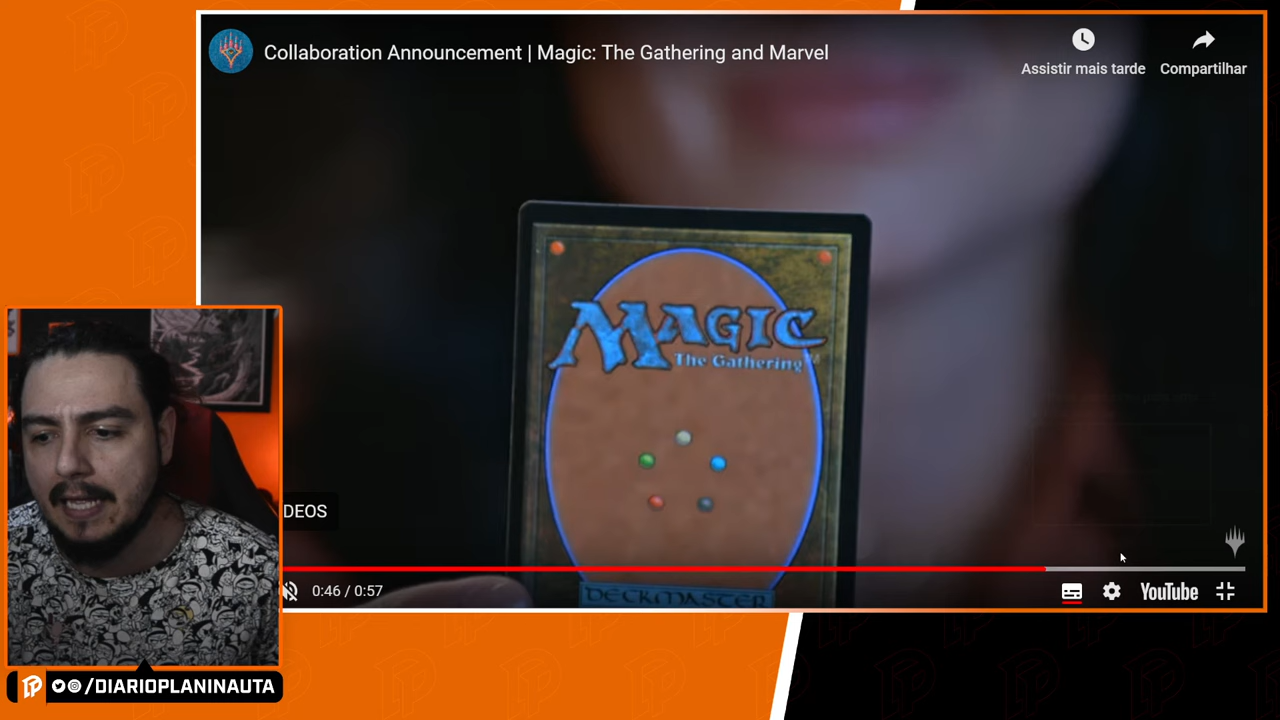 Collaboration Announcement | Magic: The Gathering and Marvel
Assistir mais tarde
Compartilhar
MAGIC
The Gathering
DECKMASTER
DEOS
0:46 / 0:57
YouTube
/DIARIOPLANINAUTA